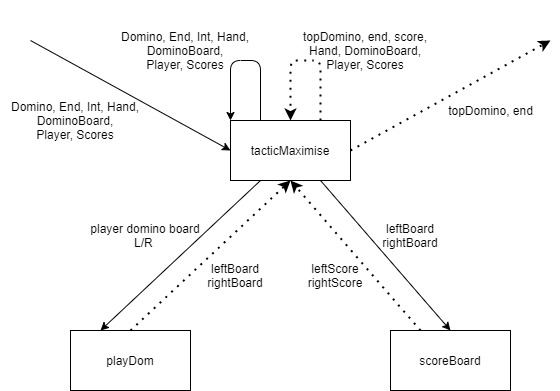 Domino, End, Int, Hand,
DominoBoard,
Player, Scores
topDomino, end, score,
Hand, DominoBoard,
Player, Scores
Domino, End, Int, Hand,
DominoBoard,
Player, Scores
topDomino, end
tacticMaximise
player domino board
L/R
leftBoard
rightBoard
leftBoard
rightBoard
leftScore
rightScore
playDom
scoreBoard